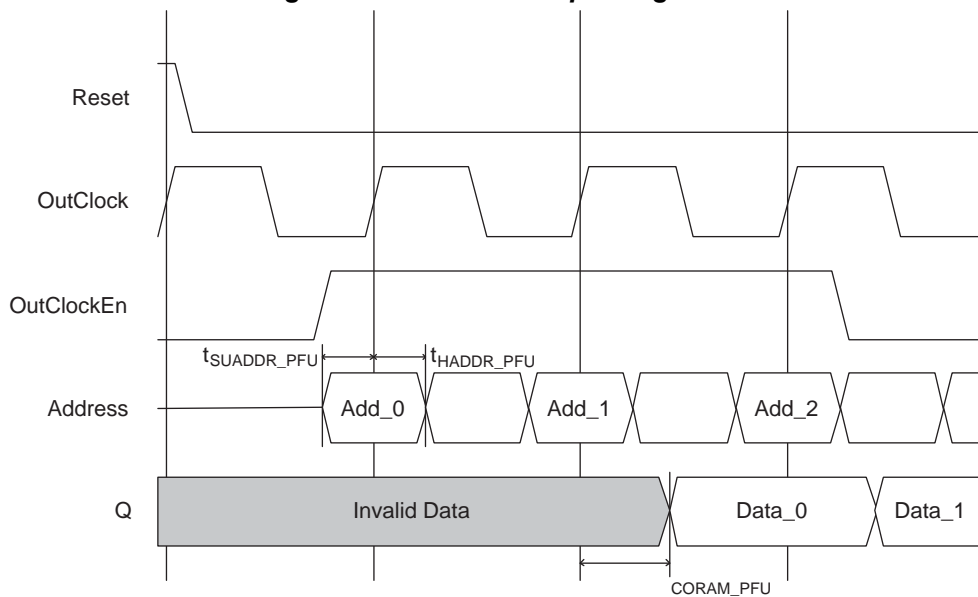 Reset
OutClock
OutClockEn
tSUADDR_PFU tHADDR_PFU
Address Add_0 Add_1 Add_2
Q Invalid Data Data_0 Data_1
CORAM_PFU